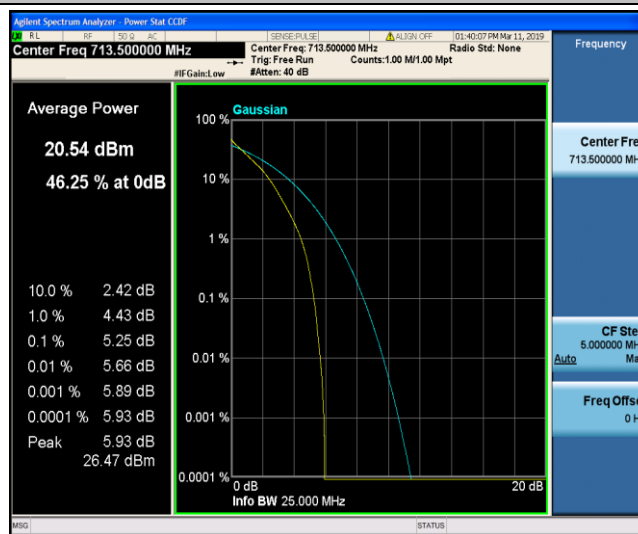 Agilent Spectrum Analyzer - Power Stat CCDF
RL RF 50 Ω AC SENSE:PULSE ALIGN OFF 01:40:07 PM Mar 11, 2019
Center Freq 713.500000 MHz
Center Freq: 713.500000 MHz Radio Std: None
Trig: Free Run Counts:1.00 M/1.00 Mpt
#IFGain:Low #Atten: 40 dB
Frequency
Average Power
20.54 dBm
46.25 % at 0dB
10.0 % 2.42 dB
1.0 % 4.43 dB
0.1 % 5.25 dB
0.01 % 5.66 dB
0.001 % 5.89 dB
0.0001 % 5.93 dB
Peak 5.93 dB
26.47 dBm
Gaussian
100 %
10 %
1 %
0.1 %
0.01 %
0.001 %
0.0001 %
0 dB 20 dB
Info BW 25.000 MHz
Center Fre
713.500000 MH
CF Ste
5.000000 MH
Auto Ma
Freq Offse
0 H
MSG STATUS